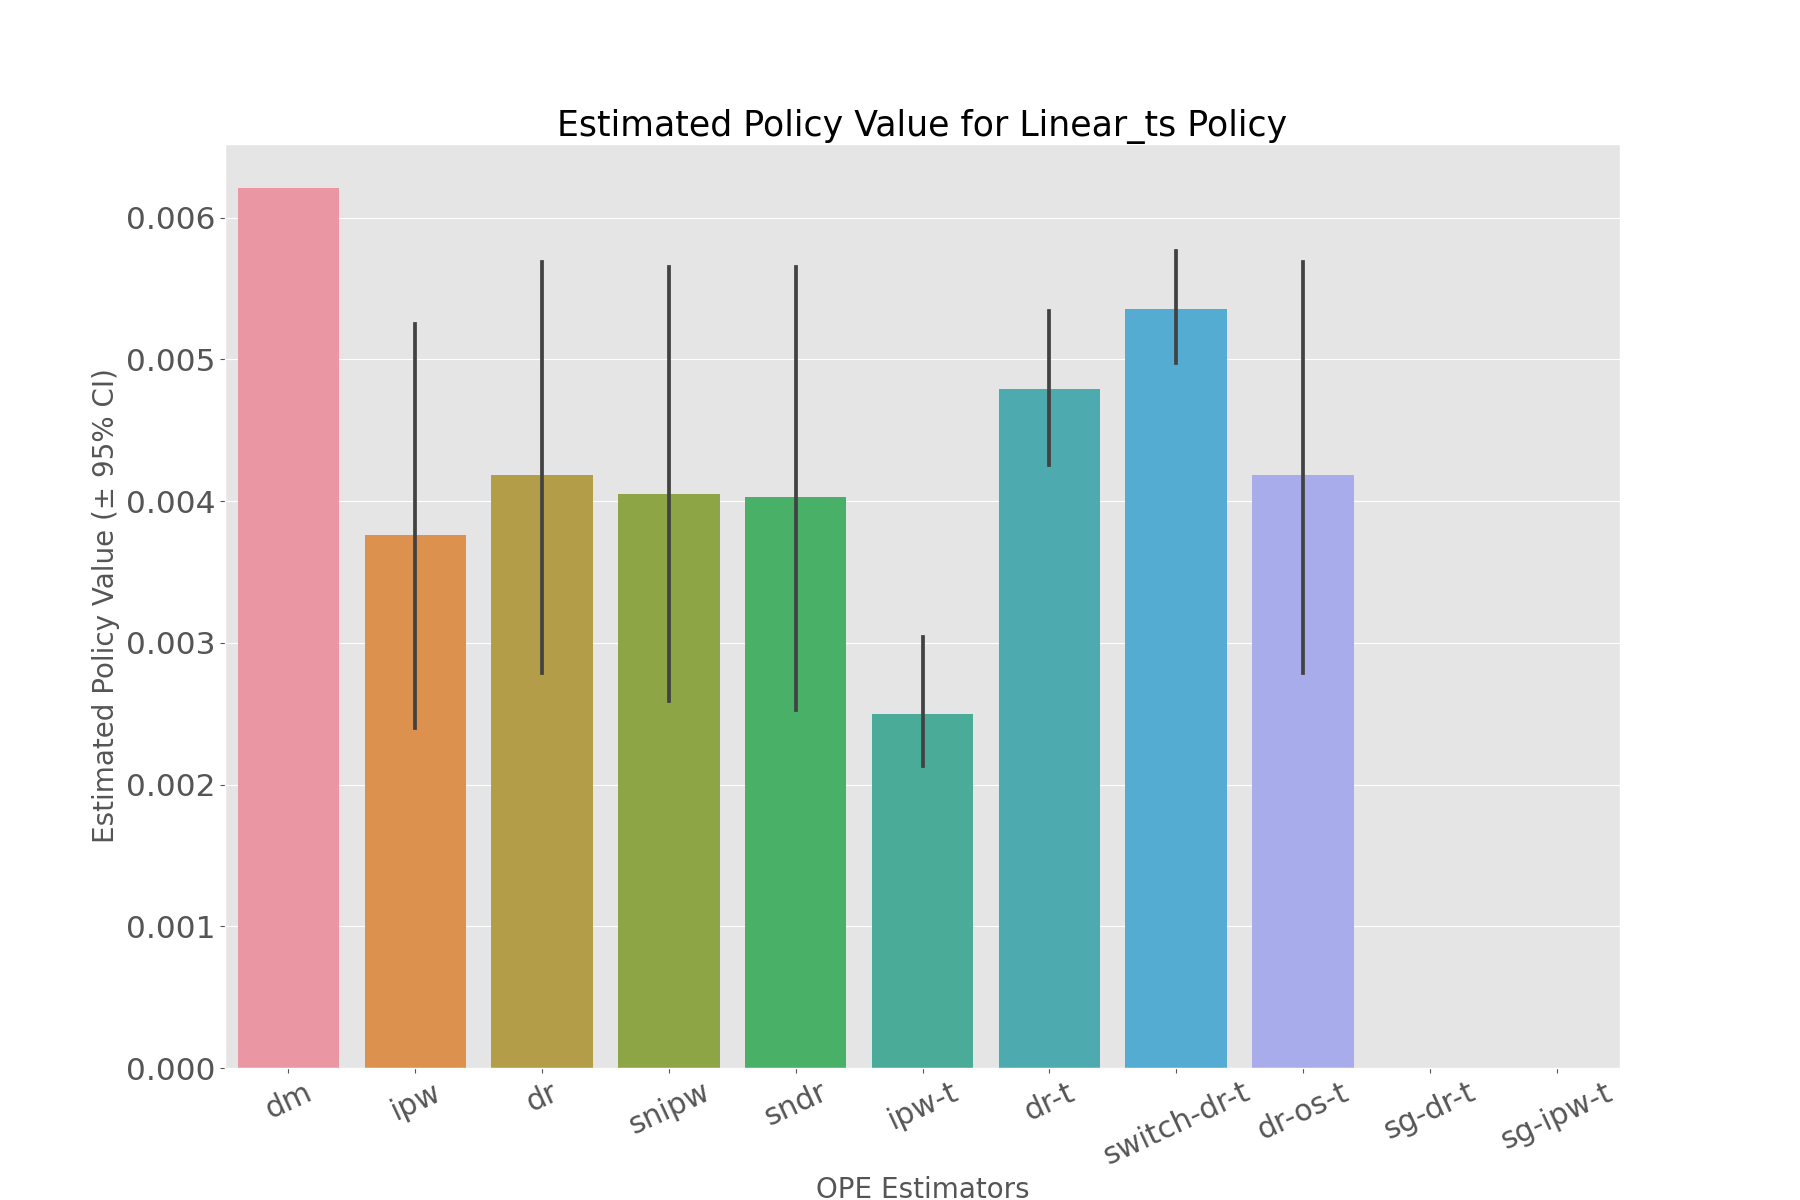 Estimated Policy Value for Linear_ts Policy
Estimated Policy Value (± 95% CI)
0.006
0.005
0.004
0.003
0.002
0.001
0.000
dm
ipw
dr
snipw
sndr
ipw-t
dr-t
switch-dr-t
dr-os-t
sg-dr-t
sg-ipw-t
OPE Estimators